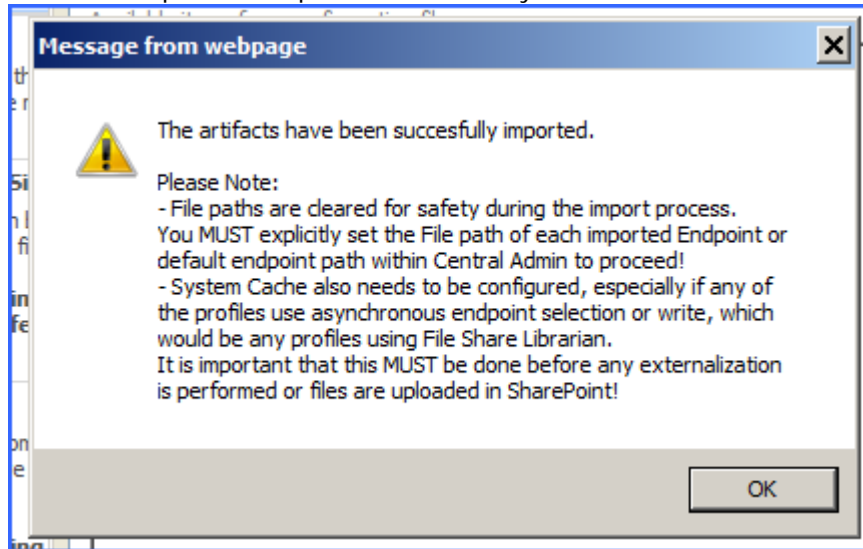 Message from webpage
The artifacts have been succesfully imported.
Please Note:
- File paths are cleared for safety during the import process.
You MUST explicitly set the File path of each imported Endpoint or
default endpoint path within Central Admin to proceed!
- System Cache also needs to be configured, especially if any of
the profiles use asynchronous endpoint selection or write, which
would be any profiles using File Share Librarian.
It is important that this MUST be done before any externalization
is performed or files are uploaded in SharePoint!
OK